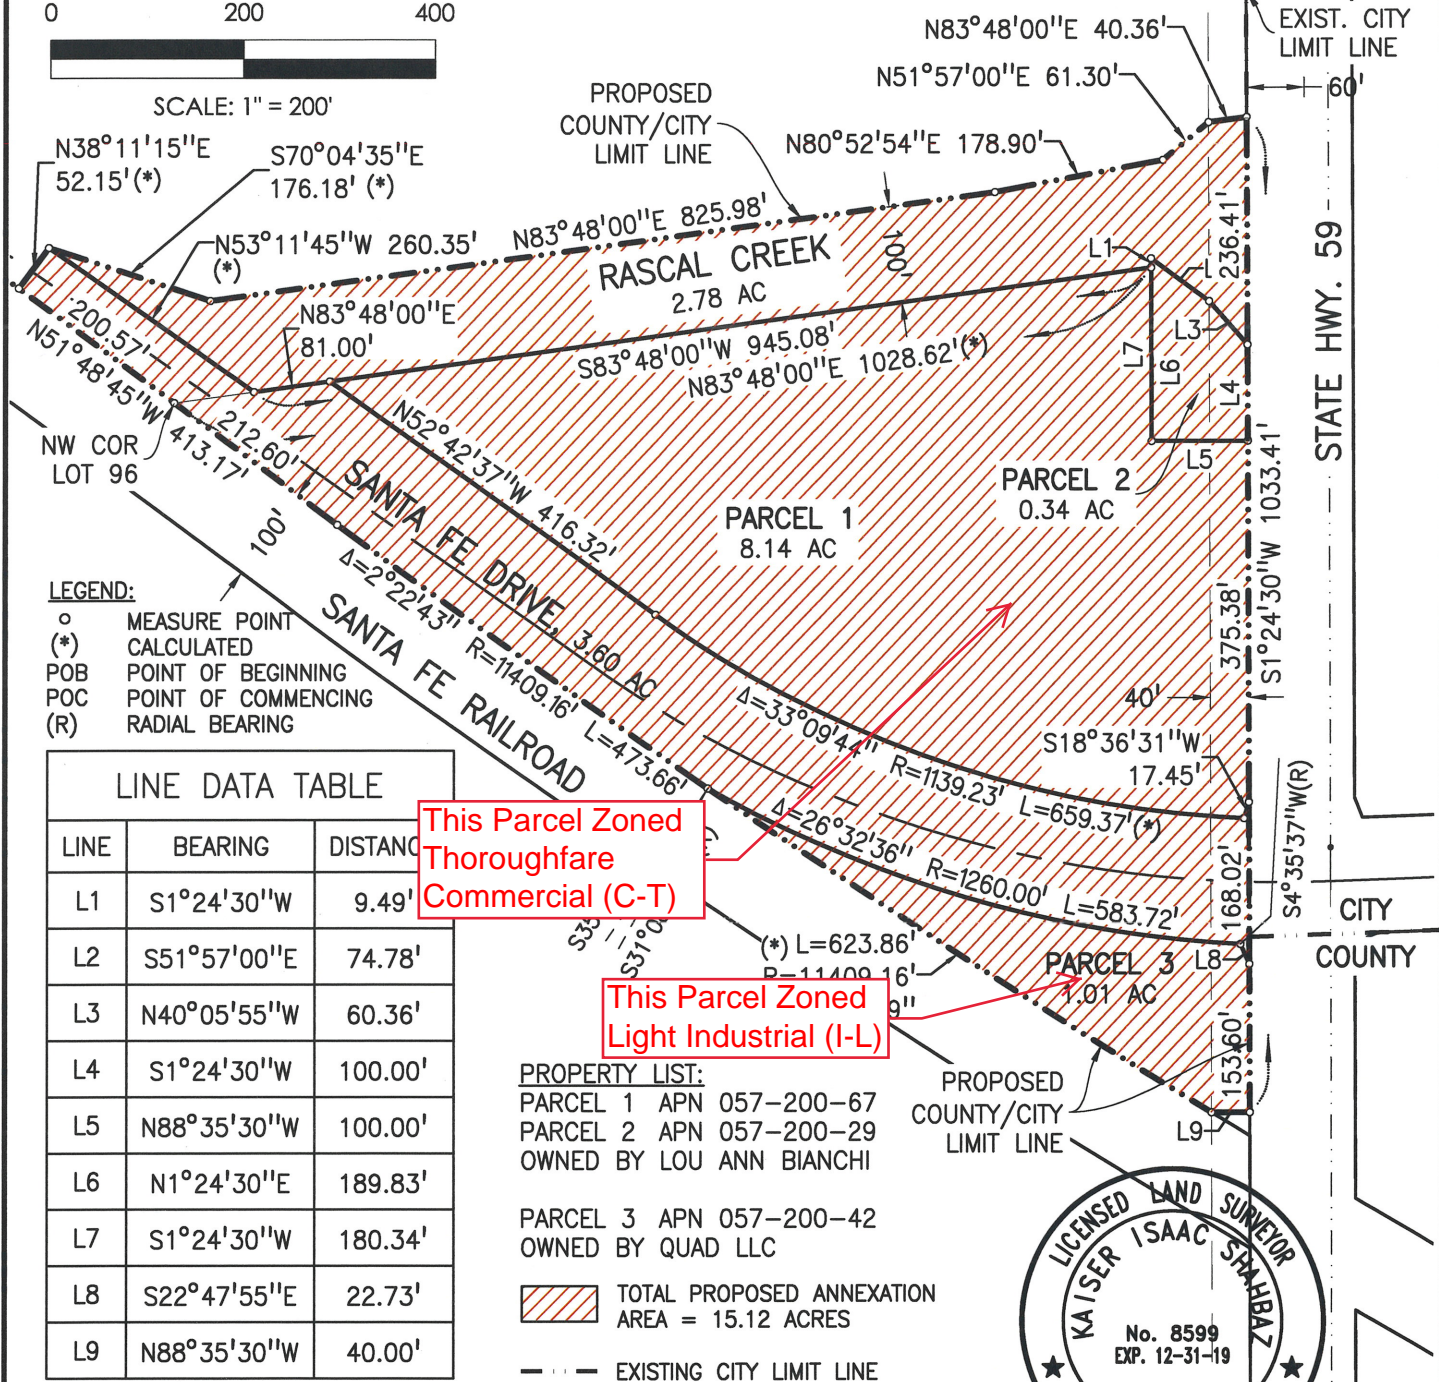 0 200 400
SCALE: 1" = 200'
EXIST. CITY
LIMIT LINE
60'
N83°48'00"E 40.36'
N51°57'00"E 61.30'
N80°52'54"E 178.90'
PROPOSED
COUNTY/CITY
LIMIT LINE
N38°11'15"E
52.15'(*)
S70°04'35"E
176.18' (*)
N53°11'45"W 260.35'
(*)
N83°48'00"E 825.98'
RASCAL CREEK
2.78 AC
100'
N83°48'00"E
81.00'
S83°48'00"W 945.08'
N83°48'00"E 1028.62'(*)
L1
L
L3
L7
L6
L4
L5
236.41'
STATE HWY. 59
200.57'
N51°48'45"W 413.17'
212.60'
NW COR
LOT 96
N52°42'37"W 416.32'
PARCEL 1
8.14 AC
PARCEL 2
0.34 AC
S1°24'30"W 1033.41'
375.38'
100'
SANTA FE DRIVE, 3.60 AC
Δ=2°22'43" R=11409.16' L=473.66'
SANTA FE RAILROAD
LEGEND:
o MEASURE POINT
(*) CALCULATED
POB POINT OF BEGINNING
POC POINT OF COMMENCING
(R) RADIAL BEARING
40'
S18°36'31"W
17.45'
Δ=33°09'44" R=1139.23' L=659.37'(*)
Δ=26°32'36" R=1260.00' L=583.72'
168.02'
S4°35'37"W(R)
CITY
COUNTY
This Parcel Zoned
Thoroughfare
Commercial (C-T)
(*) L=623.86'
R=11409.16'
9"
PARCEL 3
1.01 AC
L8
This Parcel Zoned
Light Industrial (I-L)
153.60'
PROPOSED
COUNTY/CITY
LIMIT LINE
L9
LINE DATA TABLE
LINE BEARING DISTANC
L1 S1°24'30"W 9.49'
L2 S51°57'00"E 74.78'
L3 N40°05'55"W 60.36'
L4 S1°24'30"W 100.00'
L5 N88°35'30"W 100.00'
L6 N1°24'30"E 189.83'
L7 S1°24'30"W 180.34'
L8 S22°47'55"E 22.73'
L9 N88°35'30"W 40.00'
PROPERTY LIST:
PARCEL 1 APN 057-200-67
PARCEL 2 APN 057-200-29
OWNED BY LOU ANN BIANCHI
PARCEL 3 APN 057-200-42
OWNED BY QUAD LLC
TOTAL PROPOSED ANNEXATION
AREA = 15.12 ACRES
EXISTING CITY LIMIT LINE
LICENSED LAND SURVEYOR
KAISER ISAAC SHAHBAZ
No. 8599
EXP. 12-31-19